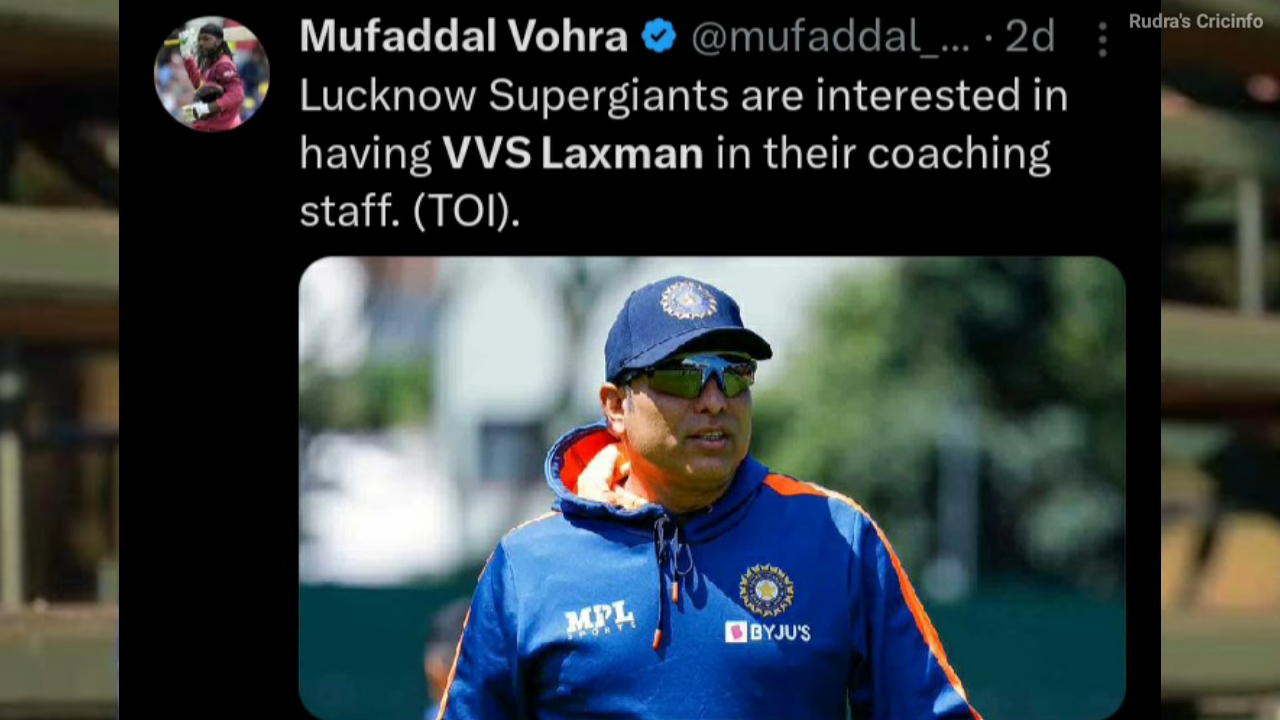 Rudra's Cricinfo
Mufaddal Vohra @mufaddal_... · 2d
Lucknow Supergiants are interested in
having VVS Laxman in their coaching
staff. (TOI).
MPL
SPORTS
BYJU'S